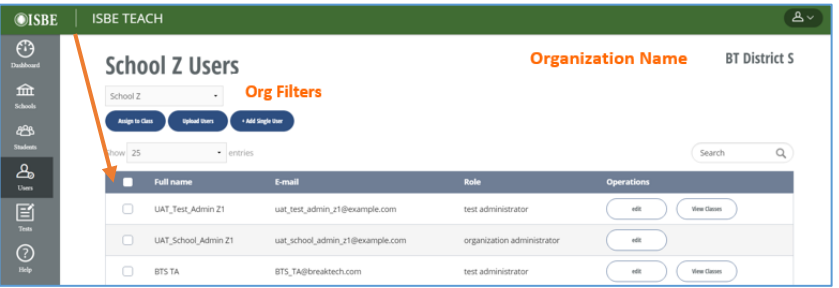 ISBE ISBE TEACH
Dashboard
Schools
Students
Users
Tests
Help
School Z Users
Organization Name BT District S
School Z
Org Filters
Assign to Class Upload Users + Add Single User
Show 25 entries
Search
Full name E-mail Role Operations
UAT_Test_Admin Z1 uat_test_admin_z1@example.com test administrator edit View Classes
UAT_School_Admin Z1 uat_school_admin_z1@example.com organization administrator edit
BTS TA BTS_TA@breaktech.com test administrator edit View Classes